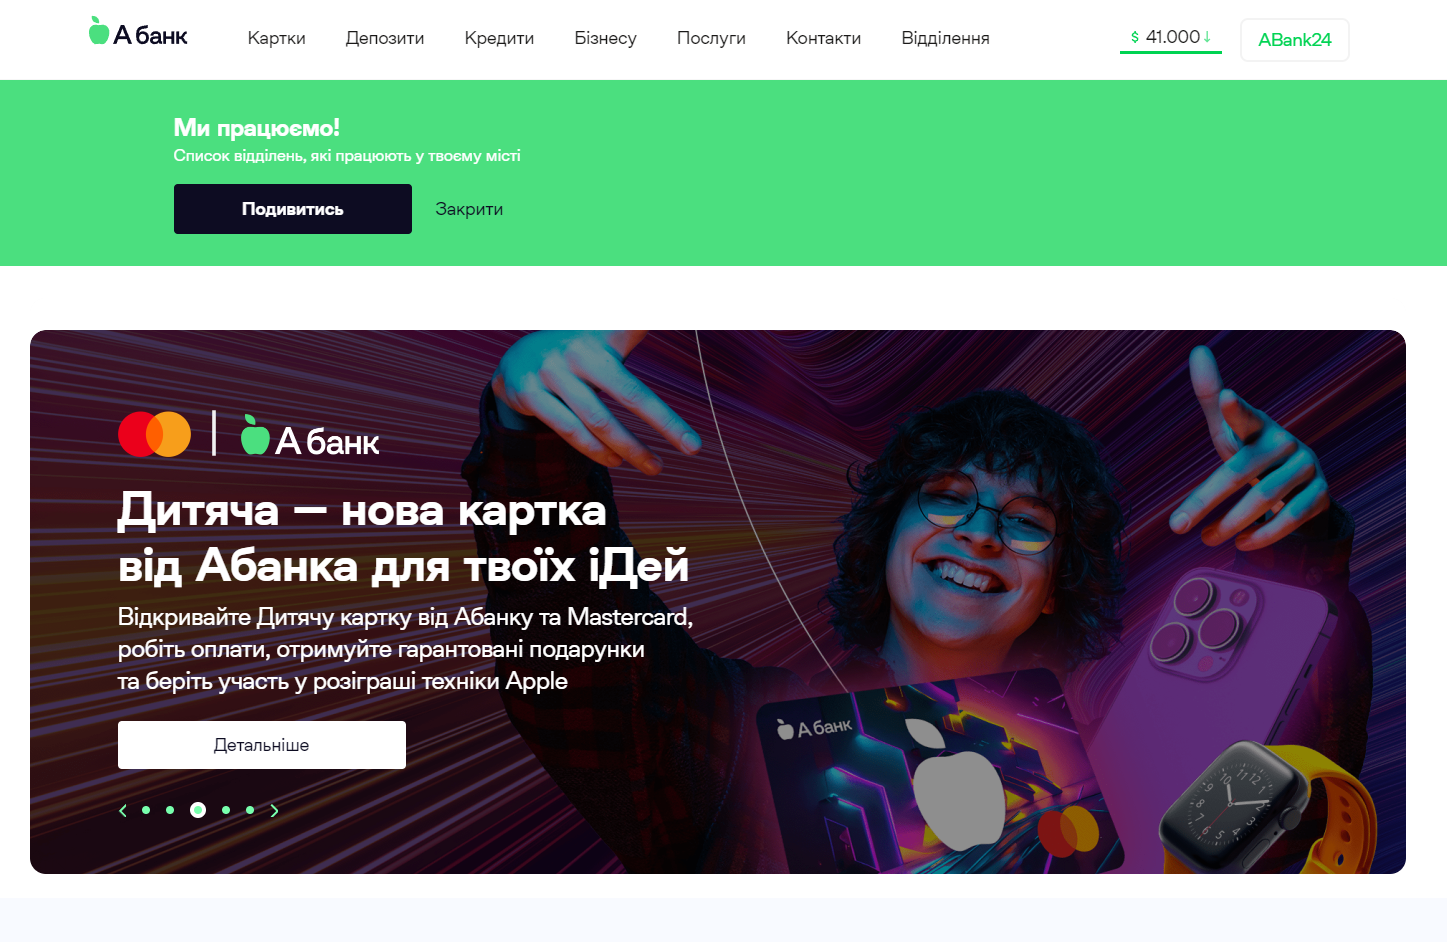 А банк
Картки
Депозити
Кредити
Бізнесу
Послуги
Контакти
Відділення
$ 41.000↓
ABank24
Ми працюємо!
Список відділень, які працюють у твоєму місті
Подивитись
Закрити
А банк
Дитяча — нова картка
від Абанка для твоїх іДей
Відкривайте Дитячу картку від Абанку та Mastercard,
робіть оплати, отримуйте гарантовані подарунки
та беріть участь у розіграші техніки Apple
Детальніше
А банк